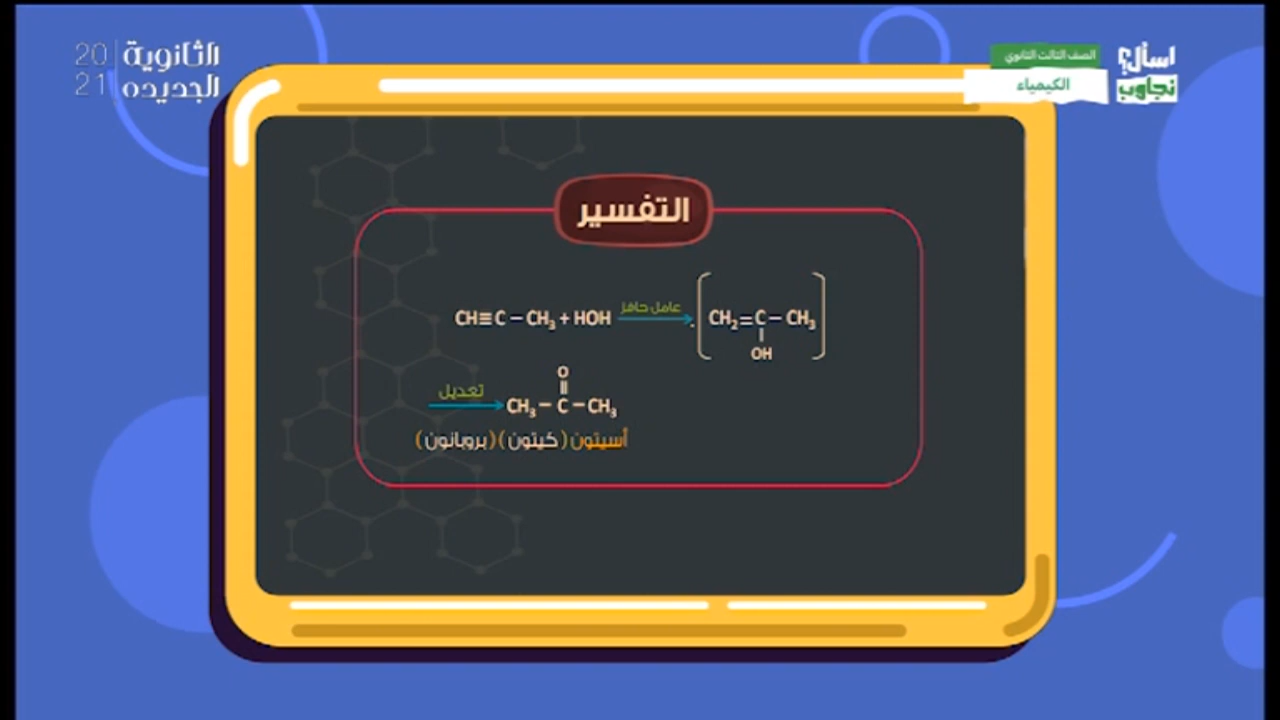 الثانوية 20
الجديده 21
اسأل؟
نجاوب
الصف الثالث الثانوي
الكيمياء
التفسير
CH≡C – CH₃ + HOH عامل حافز CH₂=C – CH₃
OH
O
تعديل CH₃ – C – CH₃
أسيتون (كيتون) (بروبانون)